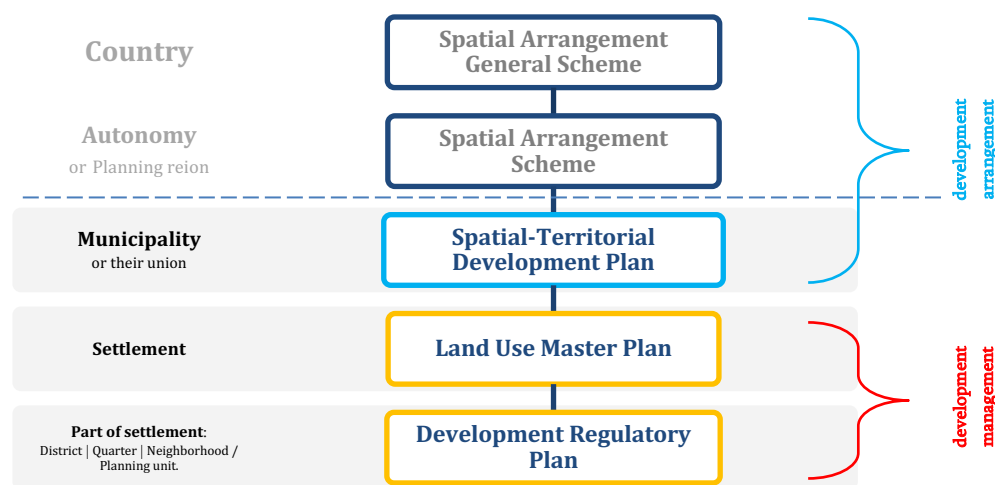 Country
Spatial Arrangement
General Scheme
Autonomy
or Planning reion
Spatial Arrangement
Scheme
development
arrangement
Municipality
or their union
Spatial-Territorial
Development Plan
Settlement
Land Use Master Plan
development
management
Part of settlement:
District | Quarter | Neighborhood /
Planning unit.
Development Regulatory
Plan